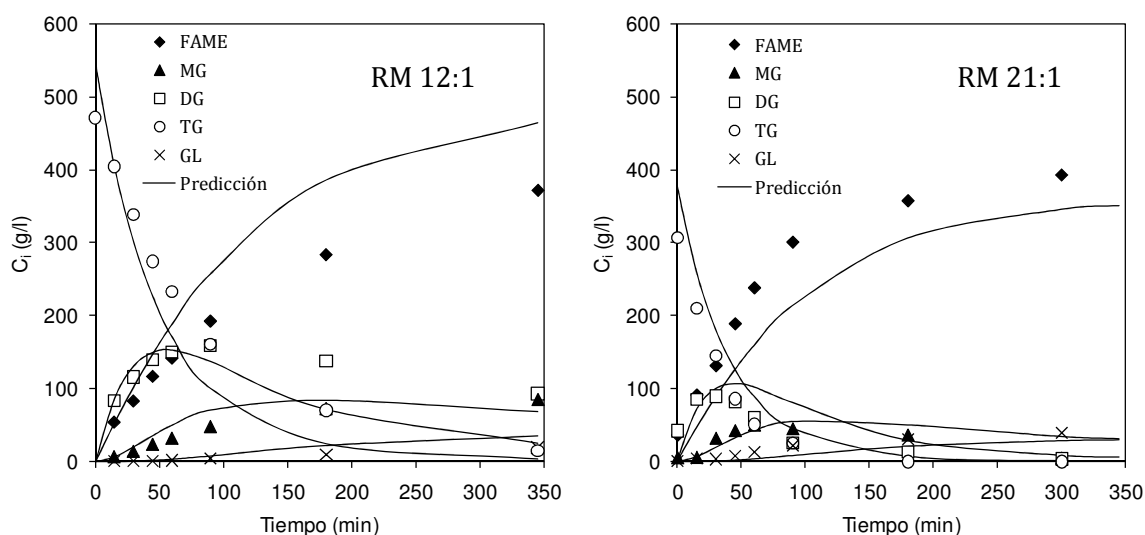 600
500
400
300
200
100
0
C_i (g/l)
FAME
MG
DG
TG
GL
Predicción
RM 12:1
0 50 100 150 200 250 300 350
Tiempo (min)
600
500
400
300
200
100
0
C_i (g/l)
FAME
MG
DG
TG
GL
Predicción
RM 21:1
0 50 100 150 200 250 300 350
Tiempo (min)